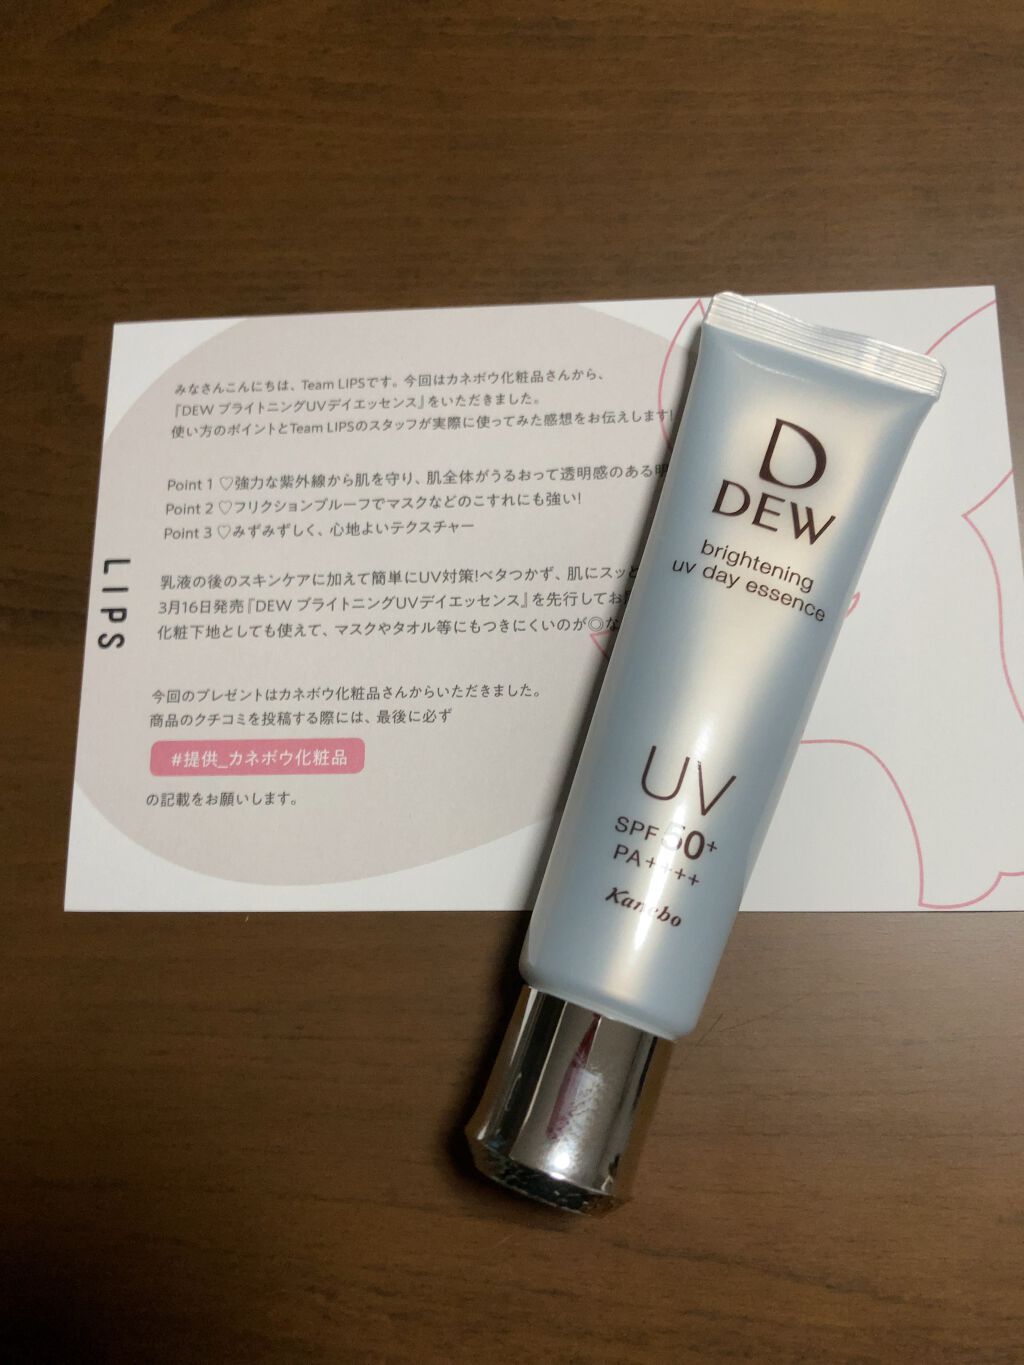 みなさんこんにちは、Team LIPSです。今回はカネボウ化粧品さんから、
『DEW ブライトニングUVデイエッセンス』をいただきました。
使い方のポイントとTeam LIPSのスタッフが実際に使ってみた感想をお伝えします!
Point 1 ♡強力な紫外線から肌を守り、肌全体がうるおって透明感のある明
Point 2 ♡フリクションプルーフでマスクなどのこすれにも強い!
Point 3 ♡みずみずしく、心地よいテクスチャー
乳液の後のスキンケアに加えて簡単にUV対策!ベタつかず、肌にスッと
3月16日発売『DEW ブライトニングUVデイエッセンス』を先行してお
化粧下地としても使えて、マスクやタオル等にもつきにくいのが◎な
今回のプレゼントはカネボウ化粧品さんからいただきました。
商品のクチコミを投稿する際には、最後に必ず
#提供_カネボウ化粧品
の記載をお願いします。
LIPS
D
DEW
brightening
uv day essence
UV
SPF50+
PA++++
Kanebo